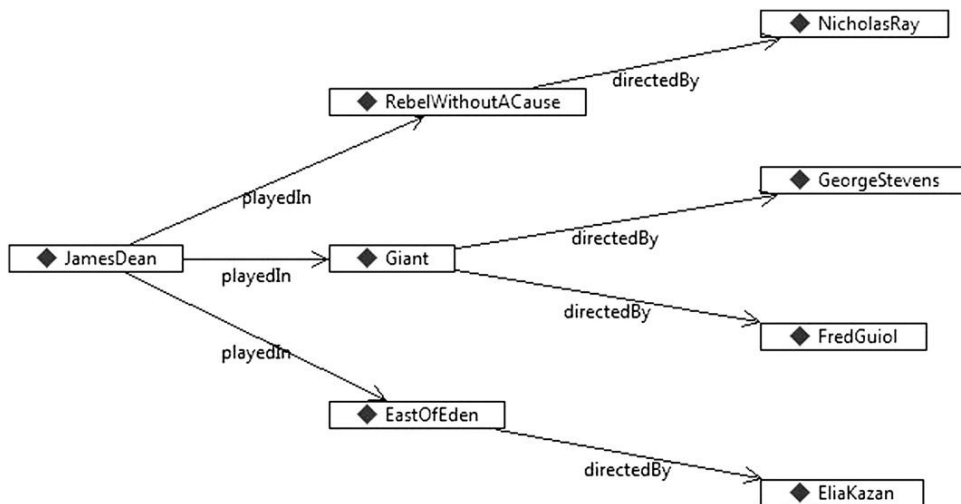 NicholasRay
directedBy
RebelWithoutACause
playedIn
GeorgeStevens
directedBy
JamesDean
playedIn
Giant
directedBy
FredGuiol
playedIn
EastOfEden
directedBy
EliaKazan